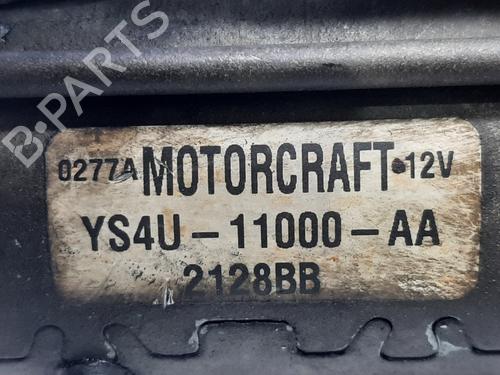 B-PARTS
0277A MOTORCRAFT • 12V
YS4U - 11000 - AA
2128BB